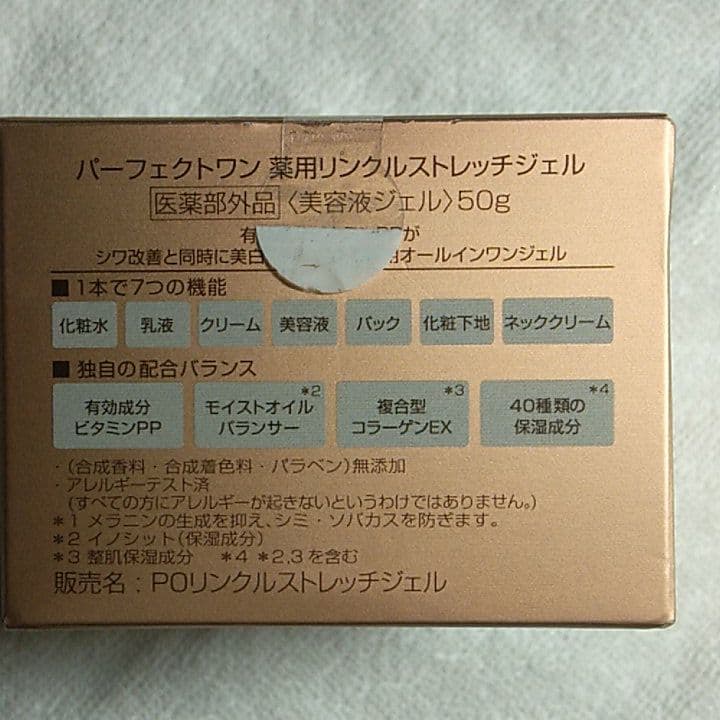 パーフェクトワン 薬用リンクルストレッチジェル
医薬部外品〈美容液ジェル〉50g
有 が
シワ改善と同時に美白 オールインワンジェル
■ 1本で7つの機能
化粧水 乳液 クリーム 美容液 パック 化粧下地 ネッククリーム
■ 独自の配合バランス
*2 *3 *4
有効成分 モイストオイル 複合型 40種類の
ビタミンPP バランサー コラーゲンEX 保湿成分
・(合成香料・合成着色料・パラベン)無添加
・アレルギーテスト済
(すべての方にアレルギーが起きないというわけではありません。)
*1 メラニンの生成を抑え、シミ・ソバカスを防ぎます。
*2 イノシット(保湿成分)
*3 整肌保湿成分 *4 *2,3を含む
販売名:POリンクルストレッチジェル